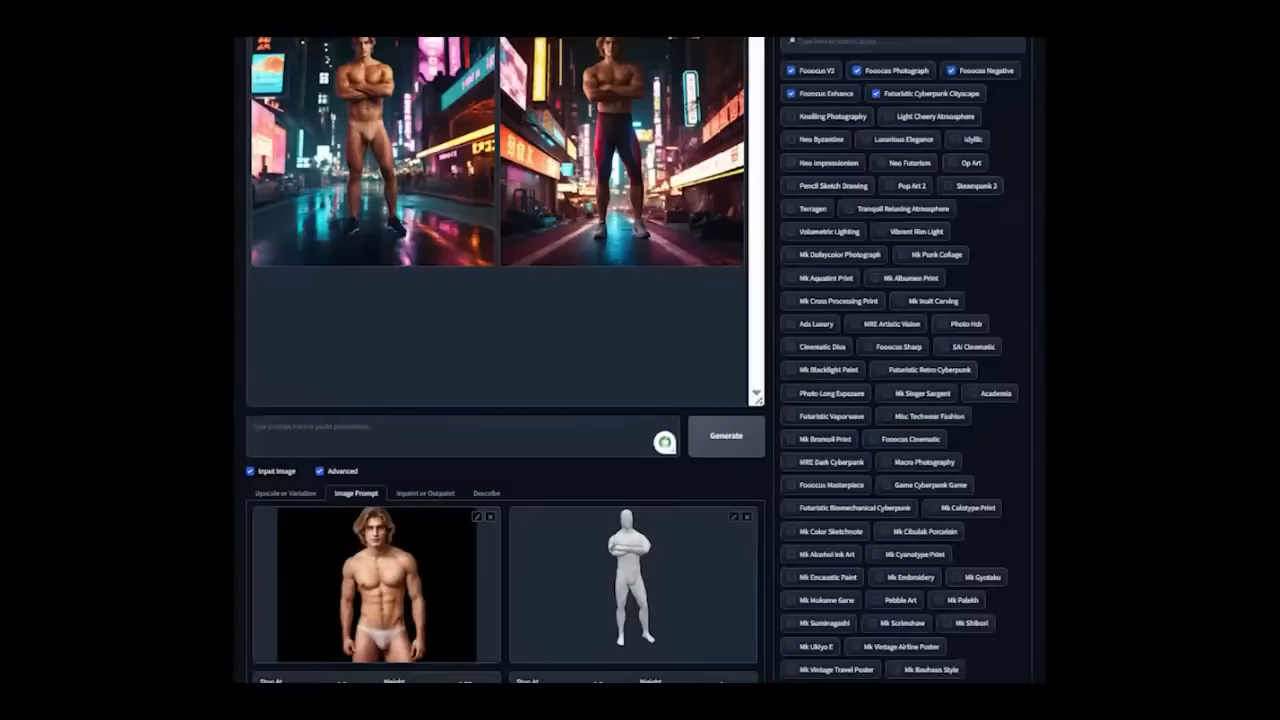 Fooocus V2 Fooocus Photograph Fooocus Negative
Fooocus Enhance Futuristic Cyberpunk Cityscape
Knolling Photography Light Cheery Atmosphere
Neo Byzantine Luxurious Elegance Idyllic
Neo Impressionism Neo Futurism Op Art
Pencil Sketch Drawing Pop Art 2 Steampunk 2
Terragen Tranquil Relaxing Atmosphere
Volumetric Lighting Vibrant Rim Light
Mk Dufaycolor Photograph Mk Punk Collage
Mk Aquatint Print Mk Albumen Print
Mk Cross Processing Print Mk Inuit Carving
Ads Luxury MRE Artistic Vision Photo Hdr
Cinematic Diva Fooocus Sharp SAI Cinematic
Mk Blacklight Paint Futuristic Retro Cyberpunk
Photo Long Exposure Mk Singer Sargent Academia
Futuristic Vaporwave Misc Techwear Fashion
Mk Bromoil Print Fooocus Cinematic
MRE Dark Cyberpunk Macro Photography
Fooocus Masterpiece Game Cyberpunk Game
Futuristic Biomechanical Cyberpunk Mk Calotype Print
Mk Color Sketchnote Mk Cibulak Porcelain
Mk Alcohol Ink Art Mk Cyanotype Print
Mk Encaustic Paint Mk Embroidery Mk Gyotaku
Mk Mokume Gane Pebble Art Mk Palekh
Mk Suminagashi Mk Scrimshaw Mk Shibori
Mk Ukiyo E Mk Vintage Airline Poster
Mk Vintage Travel Poster Mk Bauhaus Style
Generate
Input Image Advanced
Upscale or Variation Image Prompt Inpaint or Outpaint Describe
Stop At Weight Stop At Weight